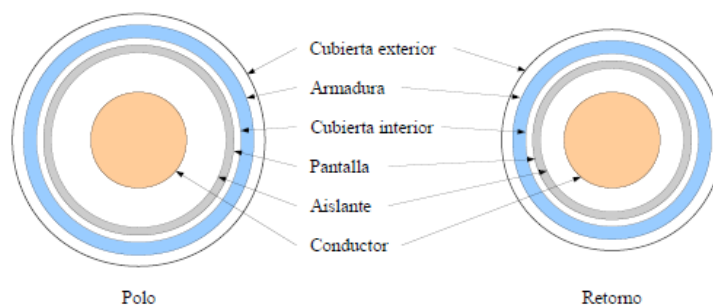 Cubierta exterior
Armadura
Cubierta interior
Pantalla
Aislante
Conductor
Polo
Retorno